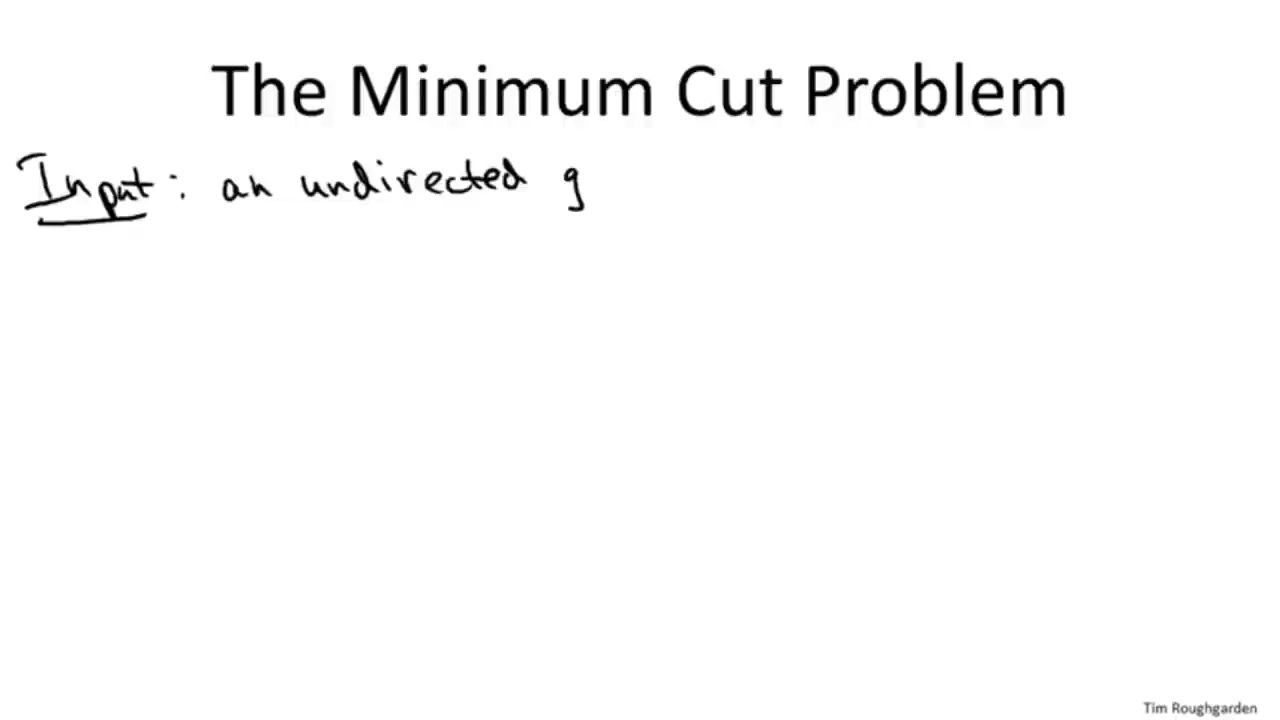 The Minimum Cut Problem
Input: an undirected g
Tim Roughgarden